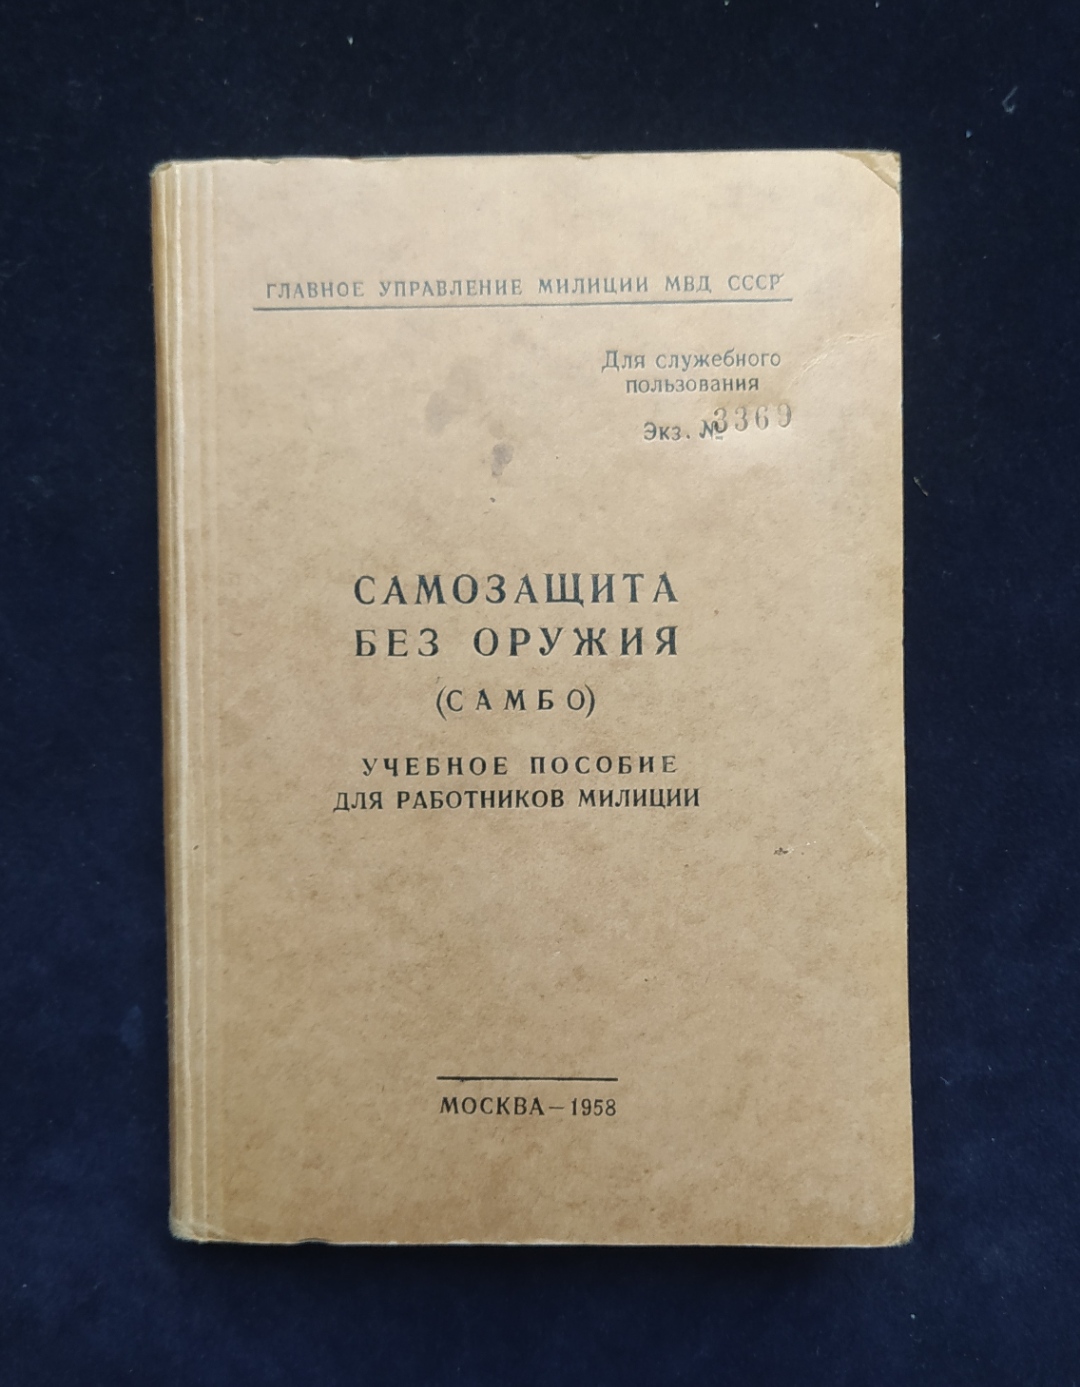 ГЛАВНОЕ УПРАВЛЕНИЕ МИЛИЦИИ МВД СССР
Для служебного
пользования
Экз. № 3369
САМОЗАЩИТА
БЕЗ ОРУЖИЯ
(САМБО)
УЧЕБНОЕ ПОСОБИЕ
ДЛЯ РАБОТНИКОВ МИЛИЦИИ
МОСКВА—1958